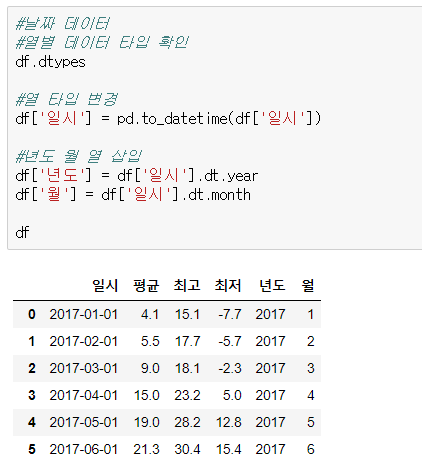 #날짜 데이터
#열별 데이터 타입 확인
df.dtypes
#열 타입 변경
df['일시'] = pd.to_datetime(df['일시'])
#년도 월 열 삽입
df['년도'] = df['일시'].dt.year
df['월'] = df['일시'].dt.month
df
일시 평균 최고 최저 년도 월
0 2017-01-01 4.1 15.1 -7.7 2017 1
1 2017-02-01 5.5 17.7 -5.7 2017 2
2 2017-03-01 9.0 18.1 -2.3 2017 3
3 2017-04-01 15.0 23.2 5.0 2017 4
4 2017-05-01 19.0 28.2 12.8 2017 5
5 2017-06-01 21.3 30.4 15.4 2017 6